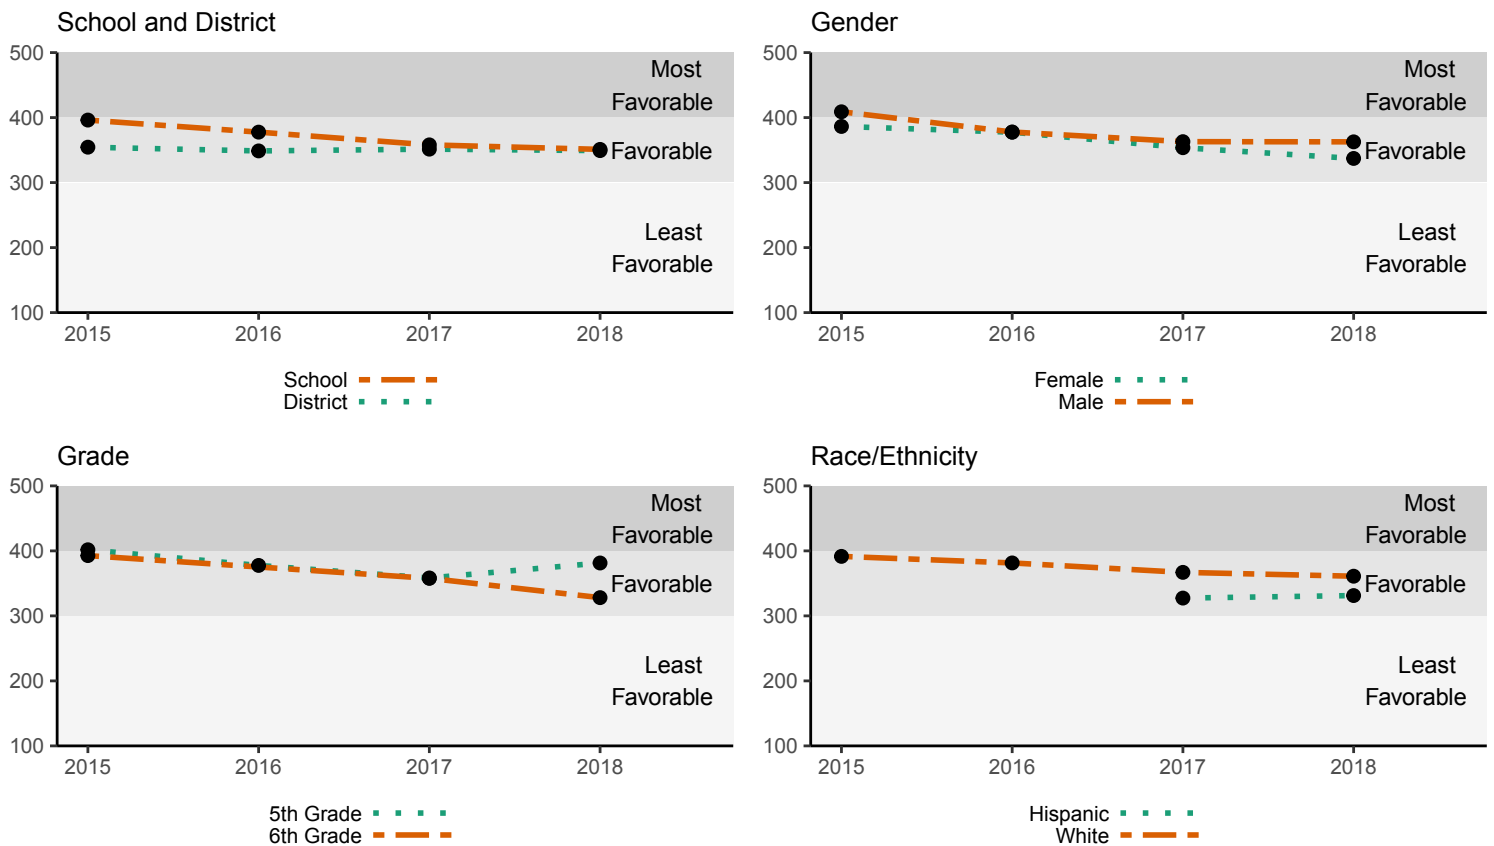 School and District
500
400
300
200
100
Most
Favorable
Favorable
Least
Favorable
2015 2016 2017 2018
School
District
Gender
500
400
300
200
100
Most
Favorable
Favorable
Least
Favorable
2015 2016 2017 2018
Female
Male
Grade
500
400
300
200
100
Most
Favorable
Favorable
Least
Favorable
2015 2016 2017 2018
5th Grade
6th Grade
Race/Ethnicity
500
400
300
200
100
Most
Favorable
Favorable
Least
Favorable
2015 2016 2017 2018
Hispanic
White